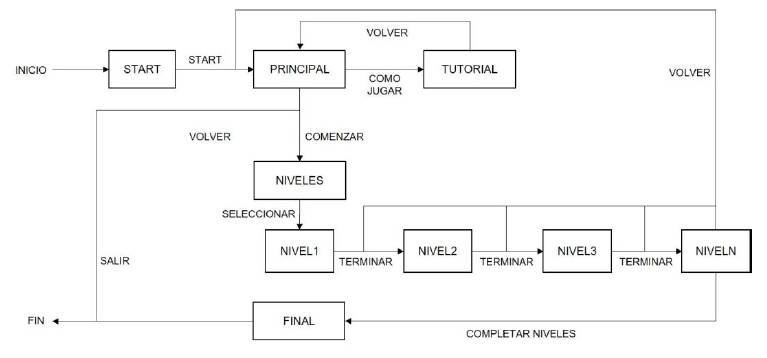 VOLVER
INICIO
START
START
PRINCIPAL
COMO
JUGAR
TUTORIAL
VOLVER
VOLVER
COMENZAR
NIVELES
SELECCIONAR
NIVEL1
TERMINAR
NIVEL2
TERMINAR
NIVEL3
TERMINAR
NIVELN
SALIR
FIN
FINAL
COMPLETAR NIVELES